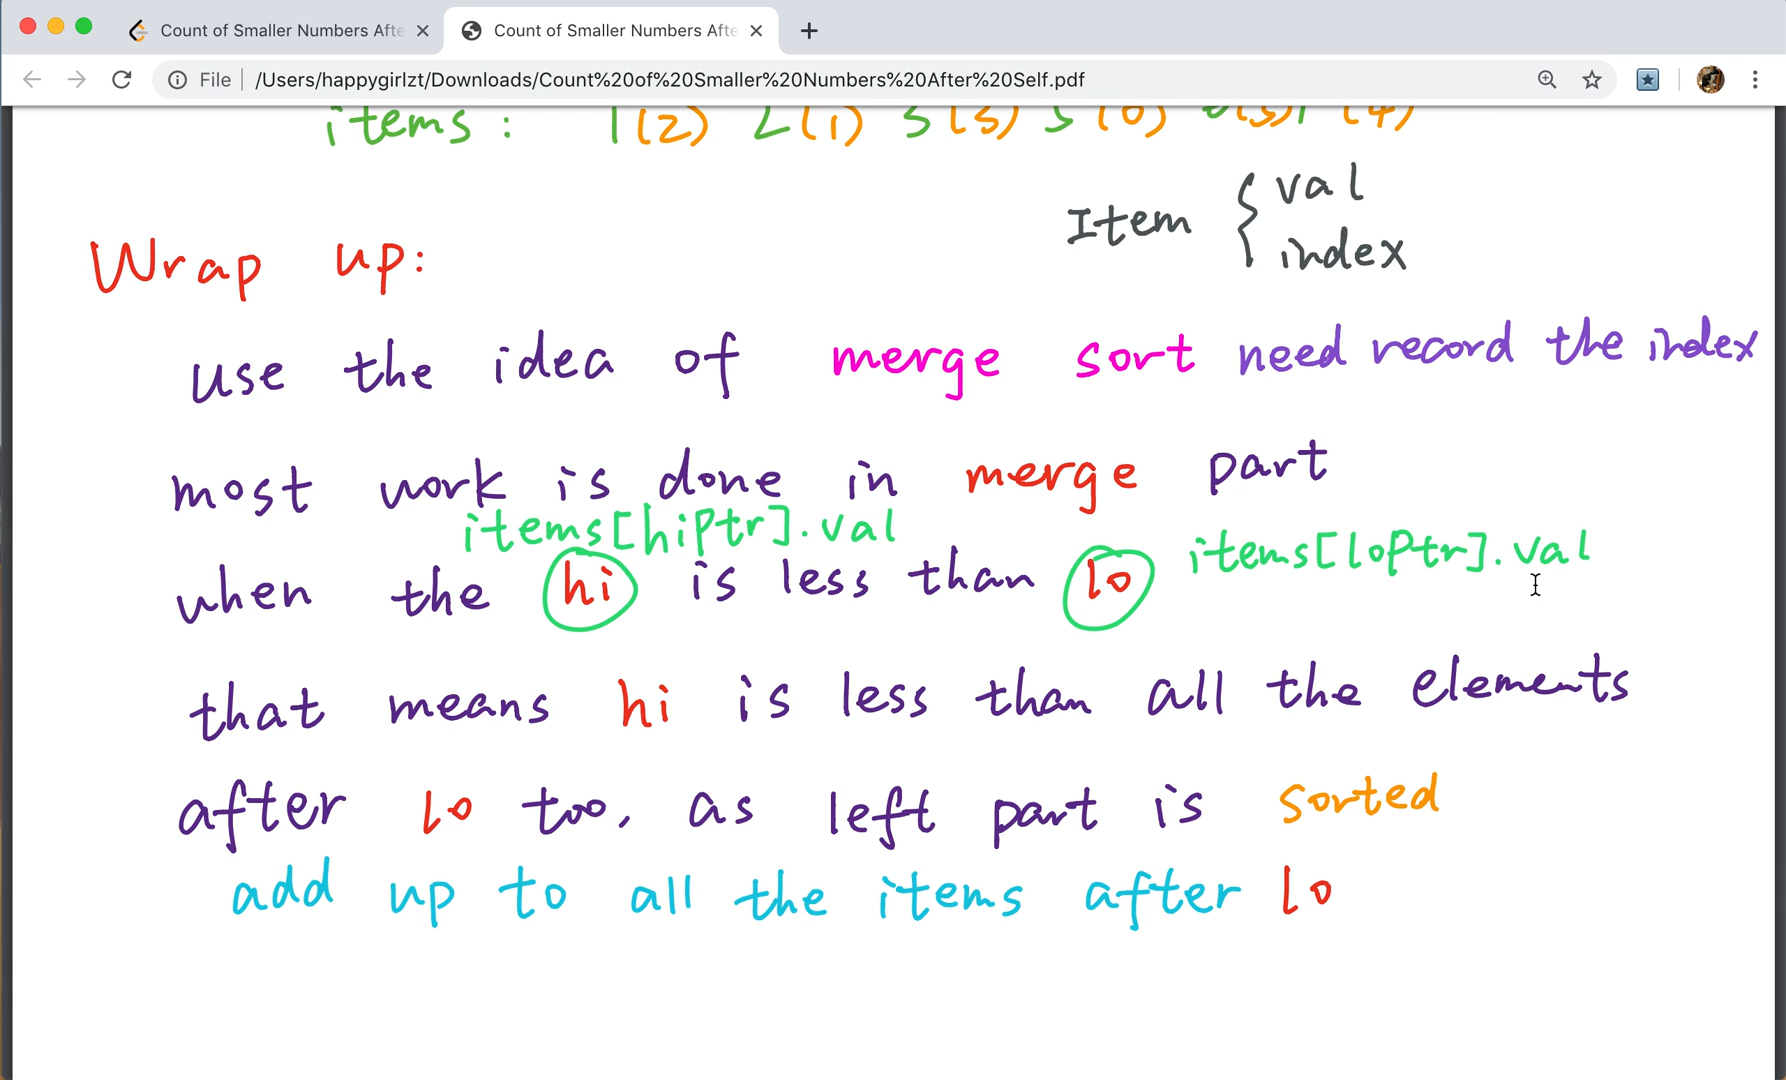 Count of Smaller Numbers Afte
Count of Smaller Numbers Afte
File /Users/happygirlzt/Downloads/Count%20of%20Smaller%20Numbers%20After%20Self.pdf
items: 1(2) 2(1)
Item { val
index
Wrap up:
use the idea of merge sort need record the index
most work is done in merge part
items[hiPtr].val
items[loPtr].val
when the hi is less than lo
that means hi is less than all the elements
after lo too, as left part is sorted
add up to all the items after lo